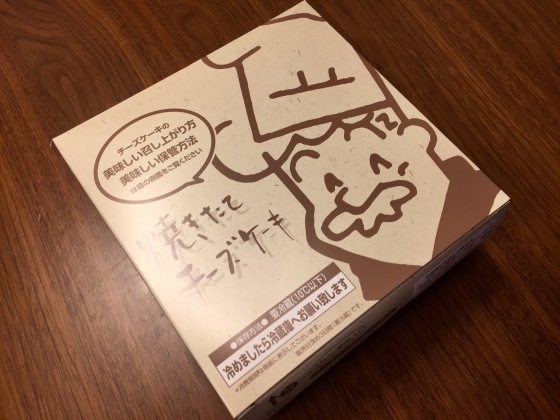 チーズケーキの
美味しい召し上がり方
美味しい保管方法
は箱の側面をご覧ください
焼きたて
チーズケーキ
●保存方法● 要冷蔵(10℃以下)
冷めましたら冷蔵庫へお願い致します